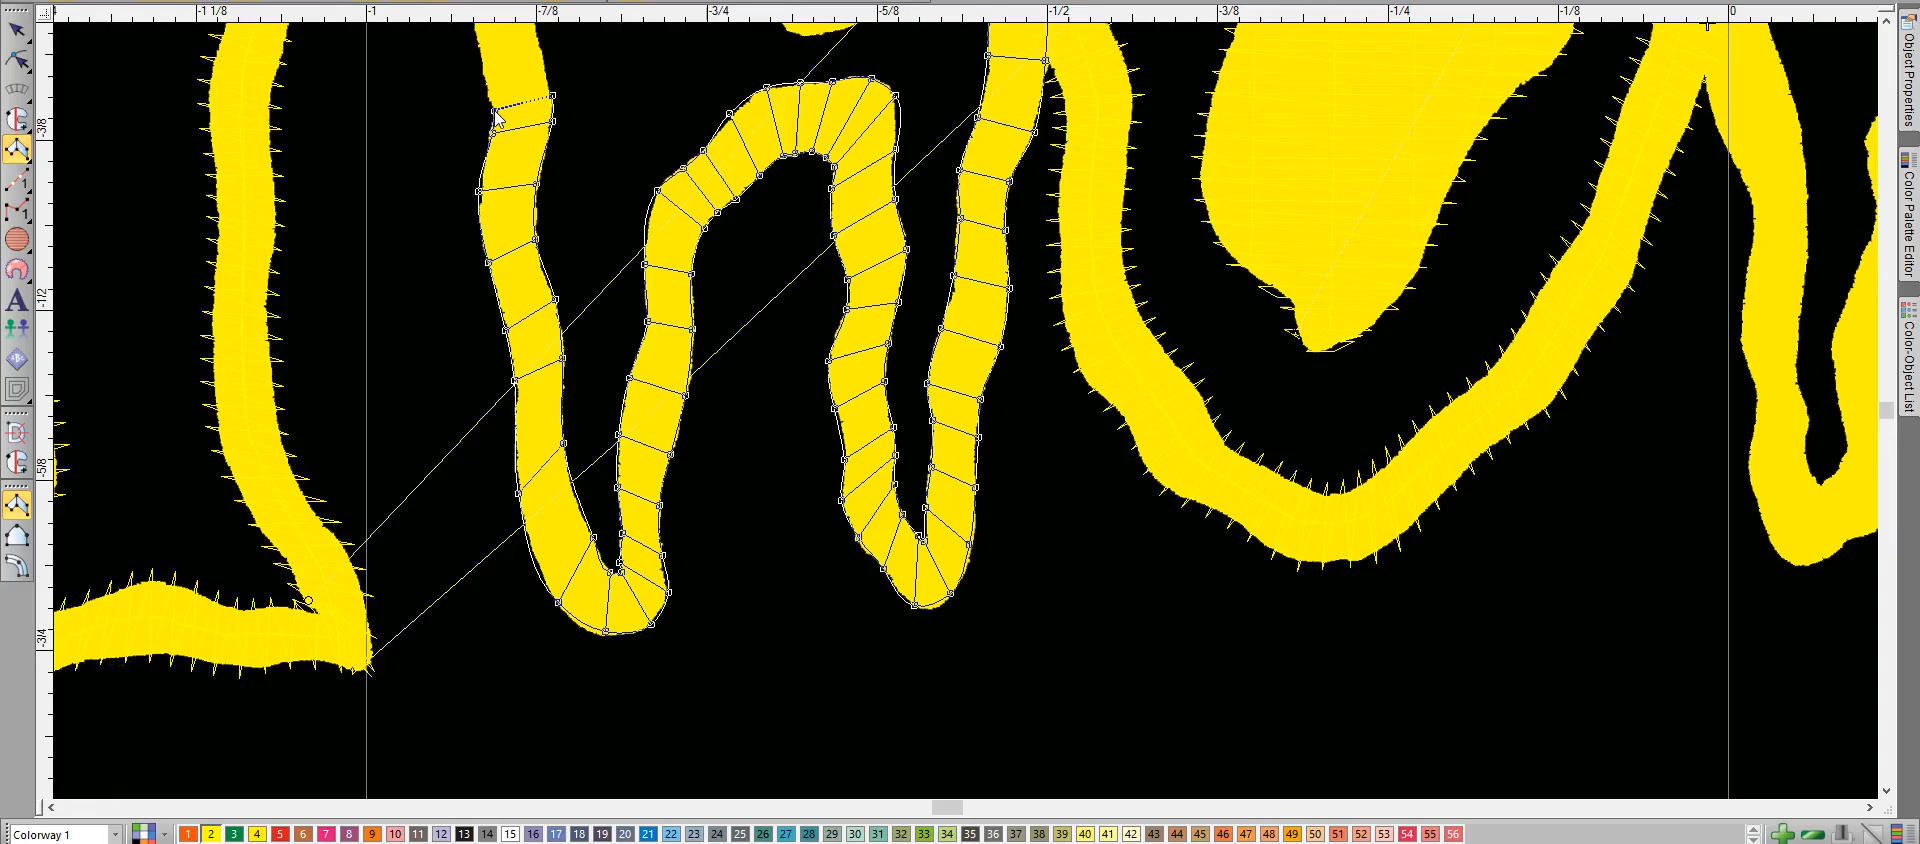 -1 1/8 -1 -7/8 -3/4 -5/8 -1/2 -3/8 -1/4 -1/8 0
-3/8
-1/2
-5/8
-3/4
1
1
A
ABC
Object Properties
Color Palette Editor
Color-Object List
Colorway 1
1 2 3 4 5 6 7 8 9 10 11 12 13 14 15 16 17 18 19 20 21 22 23 24 25 26 27 28 29 30 31 32 33 34 35 36 37 38 39 40 41 42 43 44 45 46 47 48 49 50 51 52 53 54 55 56